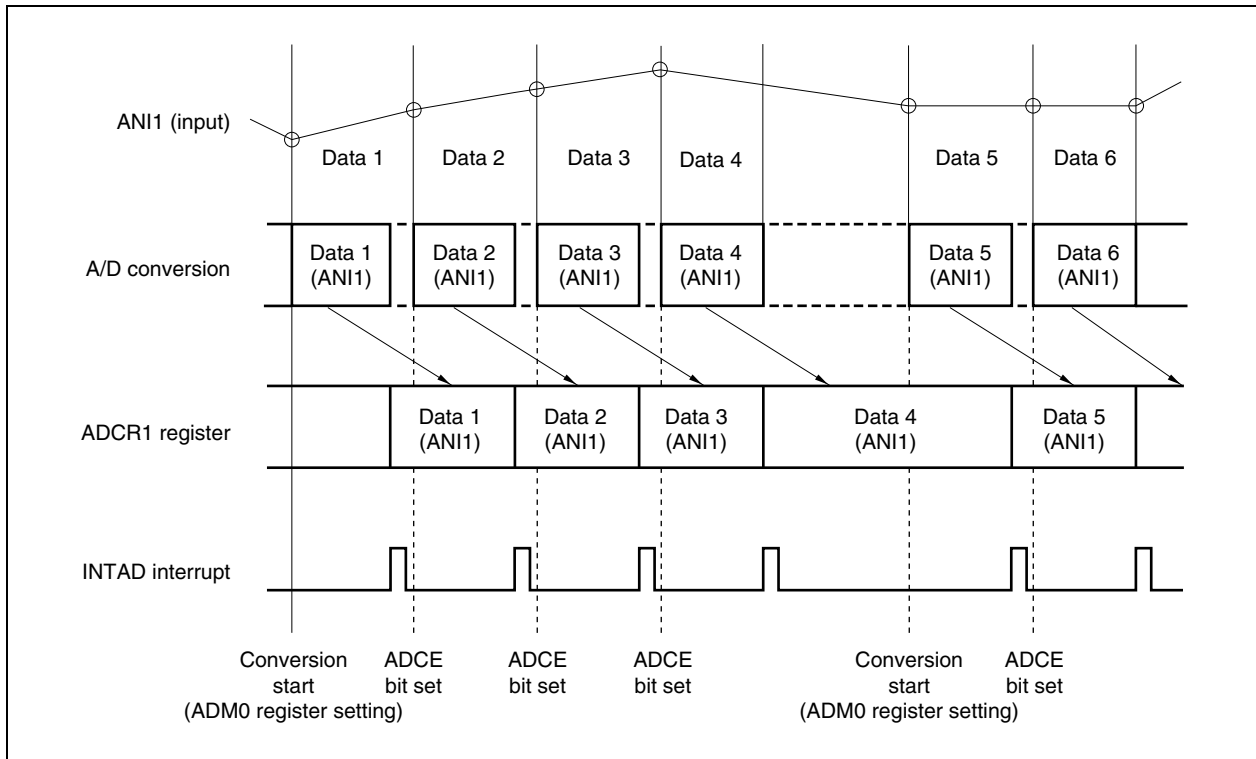 ANI1 (input)
Data 1 Data 2 Data 3 Data 4 Data 5 Data 6
A/D conversion
Data 1
(ANI1)
Data 2
(ANI1)
Data 3
(ANI1)
Data 4
(ANI1)
Data 5
(ANI1)
Data 6
(ANI1)
ADCR1 register
Data 1
(ANI1)
Data 2
(ANI1)
Data 3
(ANI1)
Data 4
(ANI1)
Data 5
(ANI1)
INTAD interrupt
Conversion
start
(ADM0 register setting)
ADCE
bit set
ADCE
bit set
ADCE
bit set
Conversion
start
(ADM0 register setting)
ADCE
bit set